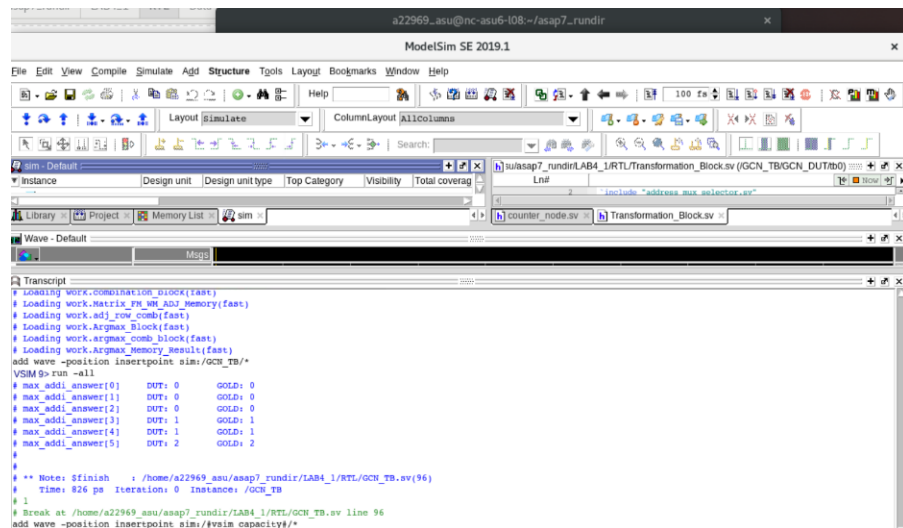 a22969_asu@nc-asu6-l08:~/asap7_rundir
ModelSim SE 2019.1
File Edit View Compile Simulate Add Structure Tools Layout Bookmarks Window Help
Help
100 fs
Layout Simulate
ColumnLayout AllColumns
Search:
sim - Default
Instance Design unit Design unit type Top Category Visibility Total coverag
su/asap7_rundir/LAB4_1/RTL/Transformation_Block.sv (/GCN_TB/GCN_DUT/tb0)
Ln# Now
2 `include "address_mux_selector.sv"
Library Project Memory List sim
counter_node.sv Transformation_Block.sv
Wave - Default
Msgs
Transcript
# Loading work.combination_block(fast)
# Loading work.Matrix_FM_WM_ADJ_Memory(fast)
# Loading work.adj_row_comb(fast)
# Loading work.Argmax_Block(fast)
# Loading work.argmax_comb_block(fast)
# Loading work.Argmax_Memory_Result(fast)
add wave -position insertpoint sim:/GCN_TB/*
VSIM 9> run -all
# max_addi_answer[0] DUT: 0 GOLD: 0
# max_addi_answer[1] DUT: 0 GOLD: 0
# max_addi_answer[2] DUT: 0 GOLD: 0
# max_addi_answer[3] DUT: 1 GOLD: 1
# max_addi_answer[4] DUT: 1 GOLD: 1
# max_addi_answer[5] DUT: 2 GOLD: 2
#
#
# ** Note: $finish : /home/a22969_asu/asap7_rundir/LAB4_1/RTL/GCN_TB.sv(96)
# Time: 826 ps Iteration: 0 Instance: /GCN_TB
# 1
# Break at /home/a22969_asu/asap7_rundir/LAB4_1/RTL/GCN_TB.sv line 96
add wave -position insertpoint sim:/#vsim_capacity#/*